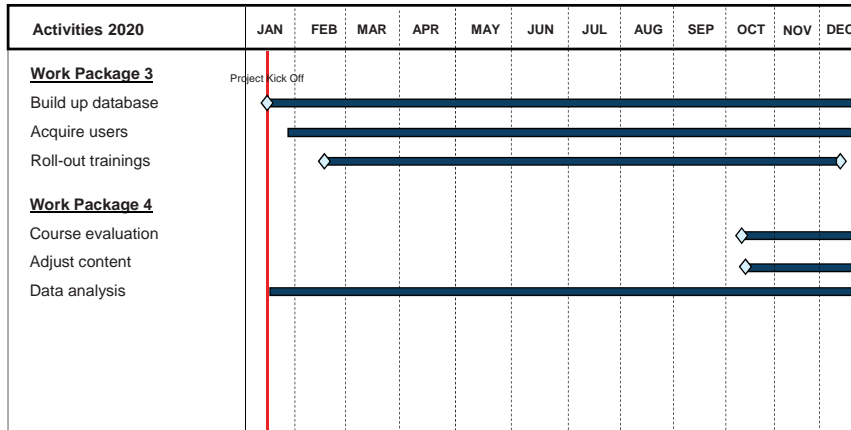 Activities 2020 JAN FEB MAR APR MAY JUN JUL AUG SEP OCT NOV DEC
Work Package 3
Project Kick Off
Build up database
Acquire users
Roll-out trainings
Work Package 4
Course evaluation
Adjust content
Data analysis